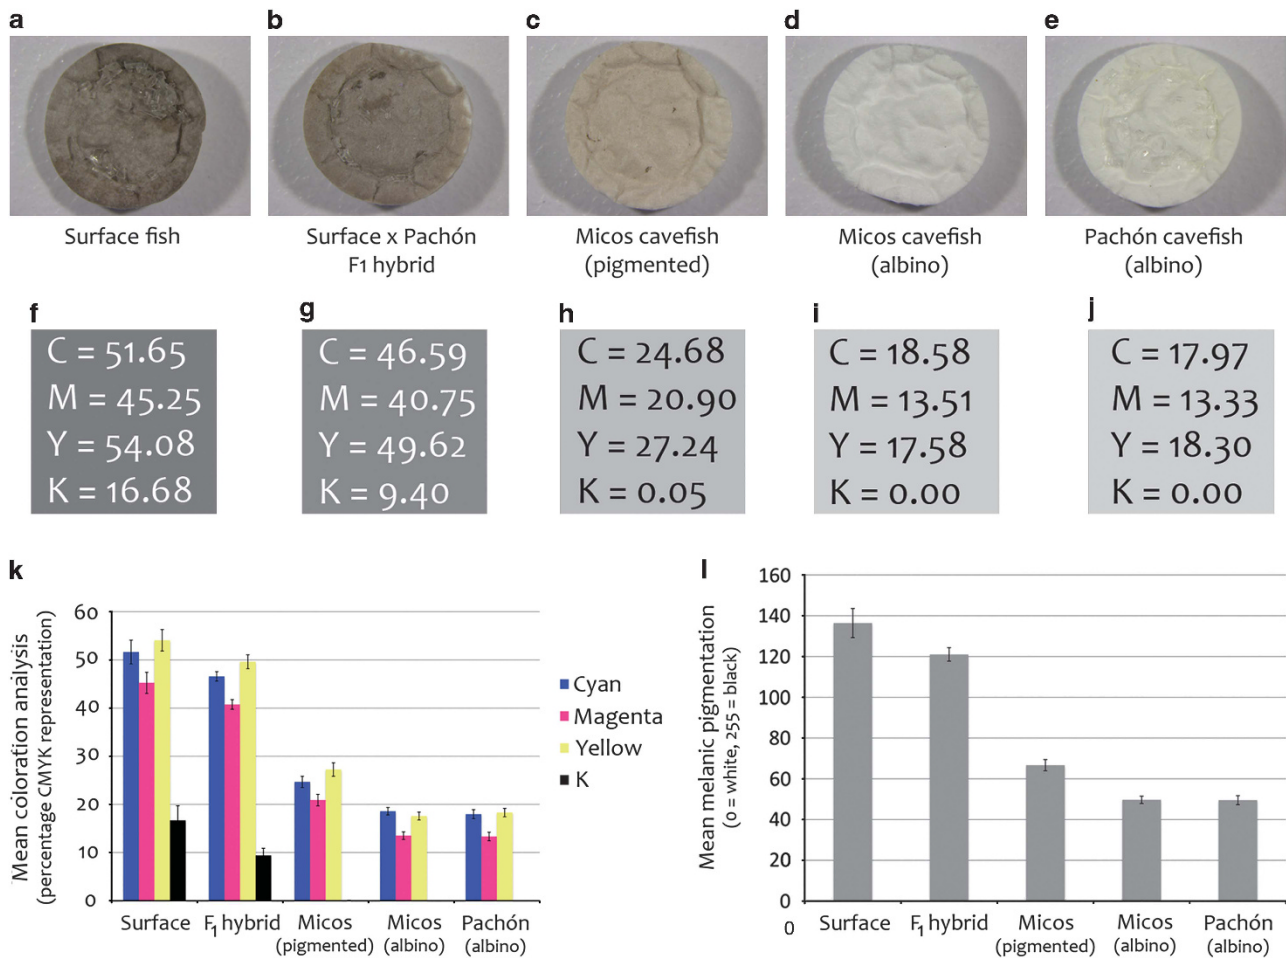 a
b
c
d
e
Surface fish
Surface x Pachón
F1 hybrid
Micos cavefish
(pigmented)
Micos cavefish
(albino)
Pachón cavefish
(albino)
f
C = 51.65
M = 45.25
Y = 54.08
K = 16.68
g
C = 46.59
M = 40.75
Y = 49.62
K = 9.40
h
C = 24.68
M = 20.90
Y = 27.24
K = 0.05
i
C = 18.58
M = 13.51
Y = 17.58
K = 0.00
j
C = 17.97
M = 13.33
Y = 18.30
K = 0.00
k
Mean coloration analysis
(percentage CMYK representation)
60
50
40
30
20
10
0
Surface
F1 hybrid
Micos
(pigmented)
Micos
(albino)
Pachón
(albino)
Cyan
Magenta
Yellow
K
l
Mean melanic pigmentation
(0 = white, 255 = black)
160
140
120
100
80
60
40
20
0
0
Surface
F1 hybrid
Micos
(pigmented)
Micos
(albino)
Pachón
(albino)